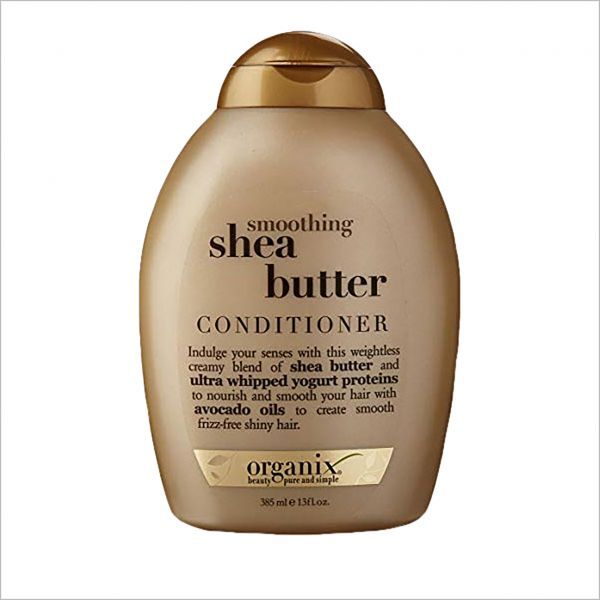 smoothing
shea
butter
CONDITIONER
Indulge your senses with this weightless
creamy blend of shea butter and
ultra whipped yogurt proteins
to nourish and smooth your hair with
avocado oils to create smooth
frizz-free shiny hair.
organix®
beauty pure and simple
385 ml e 13fl.oz.